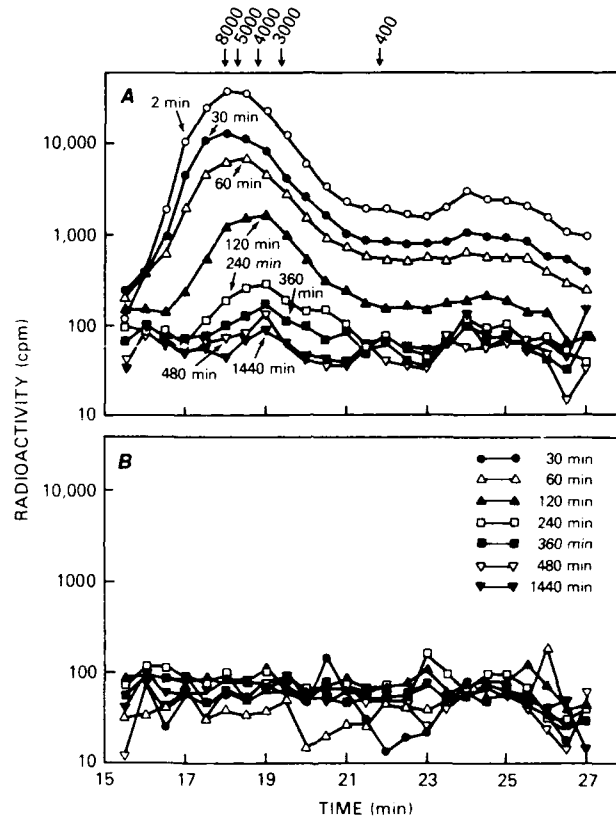 8000
5000
4000
3000
400
A
2 min
30 min
60 min
120 min
240 min
360
min
480 min
1440 min
10,000
1,000
100
10
RADIOACTIVITY (cpm)
B
30 min
60 min
120 min
240 min
360 min
480 min
1440 min
10,000
1000
100
10
15
17
19
21
23
25
27
TIME (min)